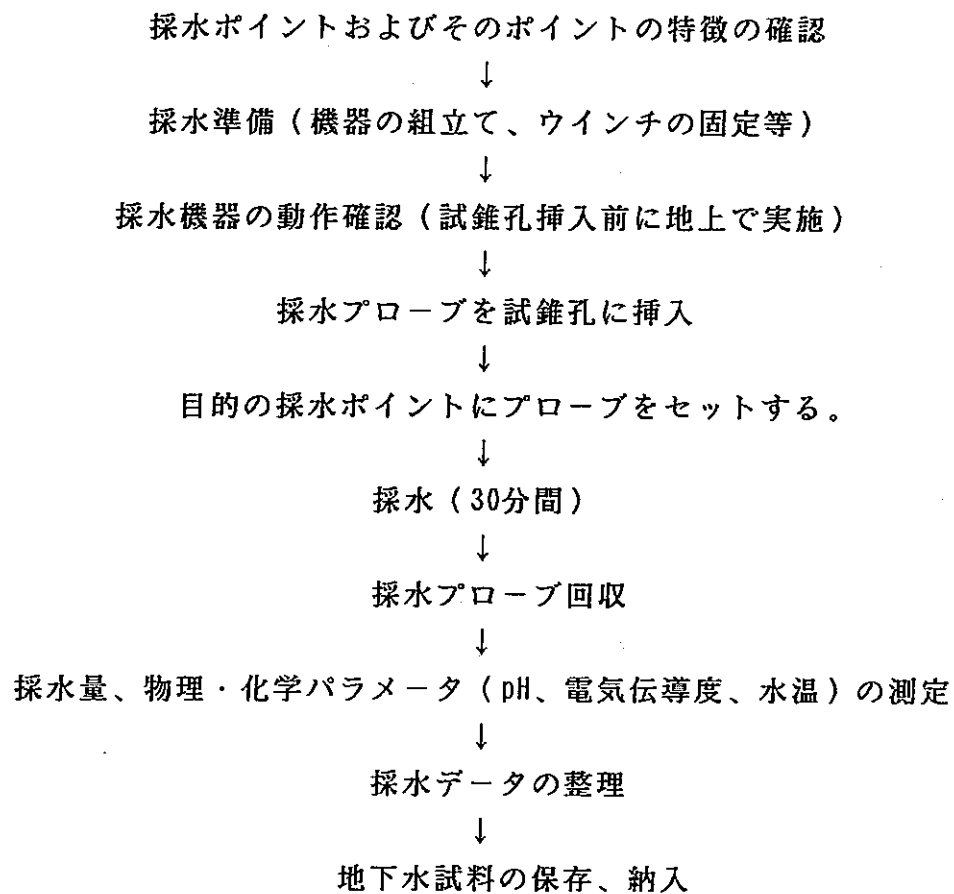 採水ポイントおよびそのポイントの特徴の確認
↓
採水準備(機器の組立て、ウインチの固定等)
↓
採水機器の動作確認(試錐孔挿入前に地上で実施)
↓
採水プローブを試錐孔に挿入
↓
目的の採水ポイントにプローブをセットする。
↓
採水(30分間)
↓
採水プローブ回収
↓
採水量、物理・化学パラメータ(pH、電気伝導度、水温)の測定
↓
採水データの整理
↓
地下水試料の保存、納入